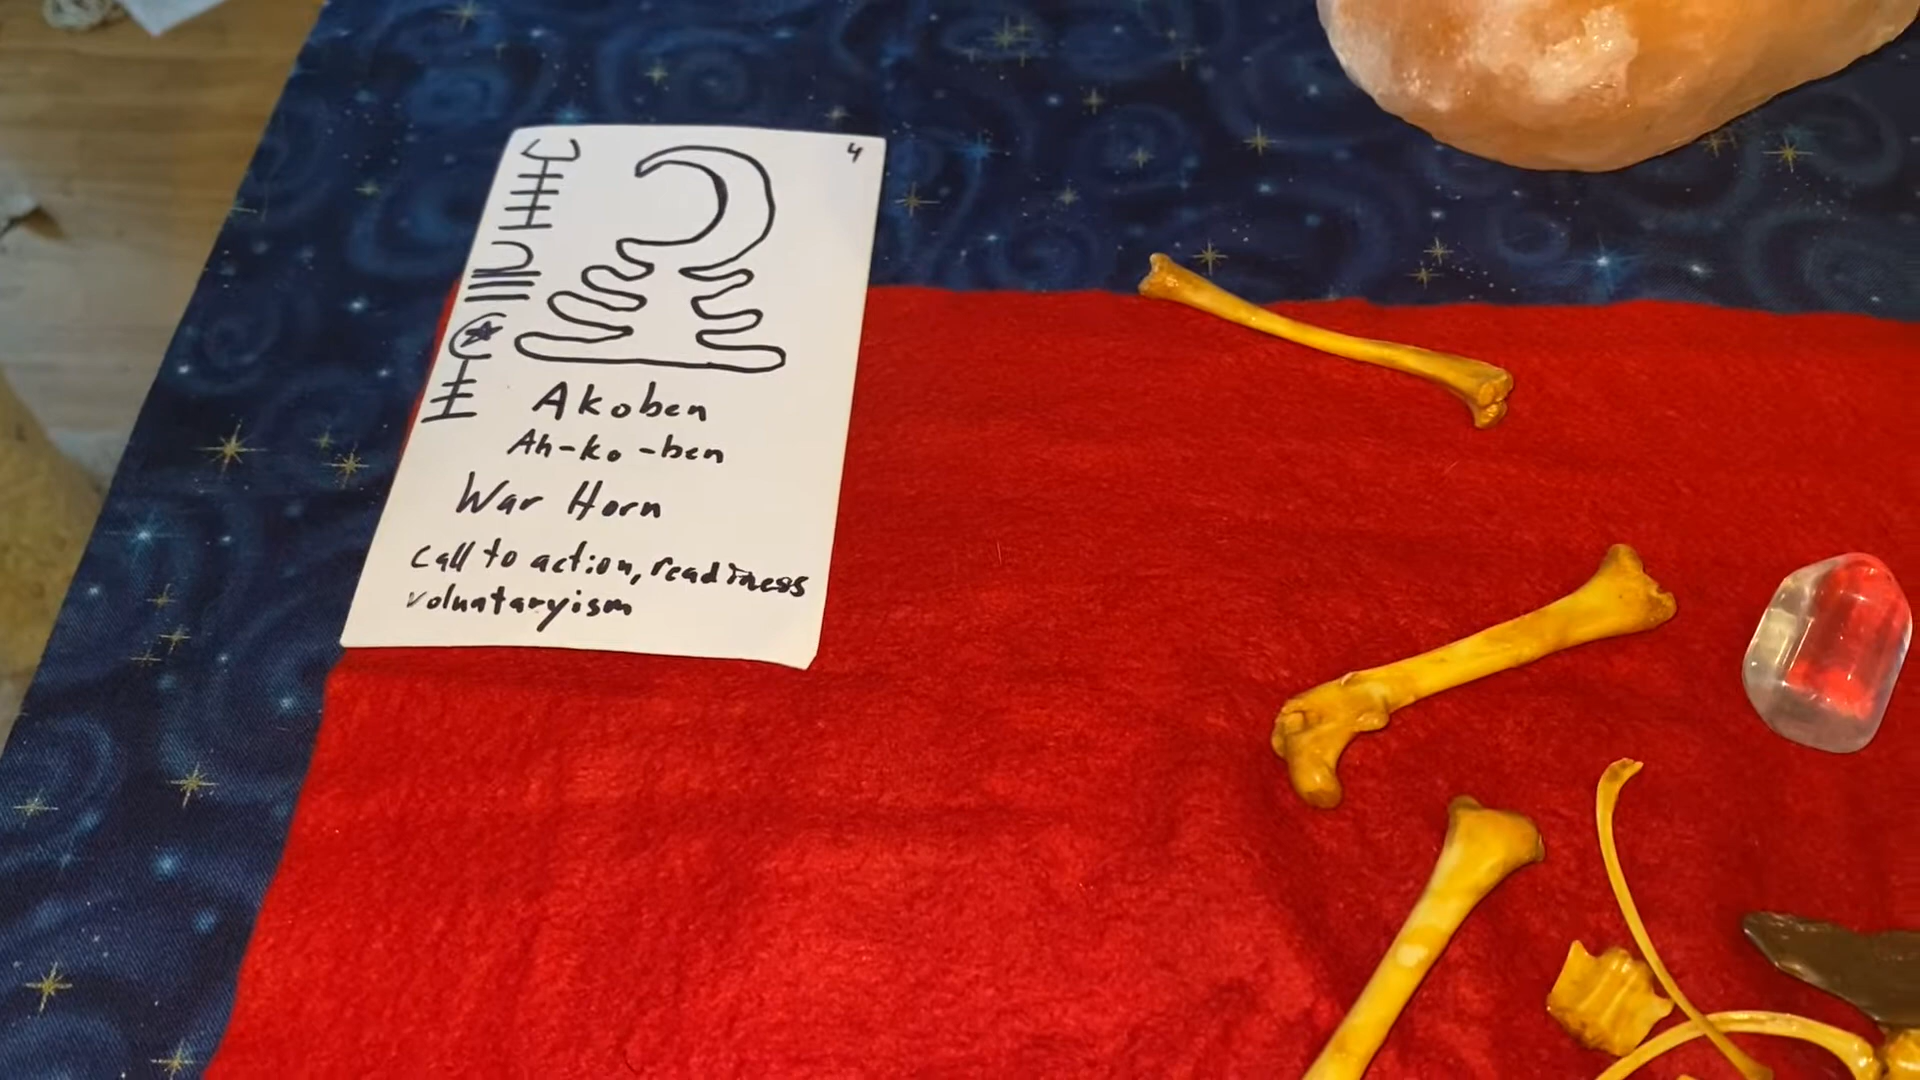 4
Akoben
Ah-ko-ben
War Horn
Call to action, readiness
voluntaryism